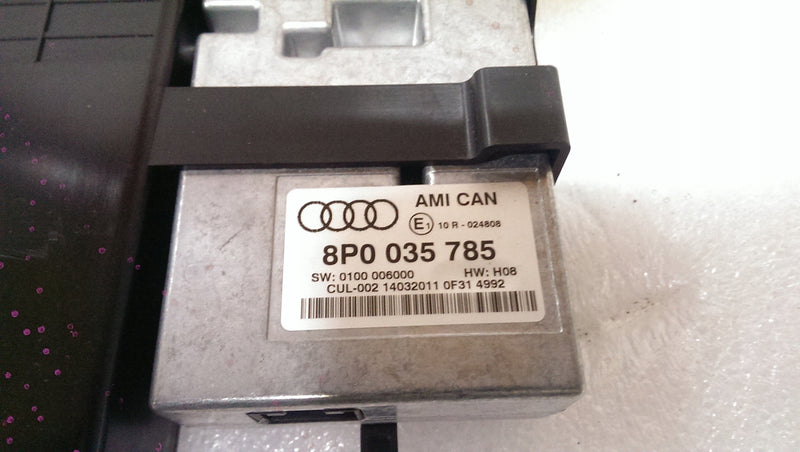 AMI CAN
E1 10 R - 024808
8P0 035 785
SW: 0100 006000 HW: H08
CUL-002 14032011 0F31 4992